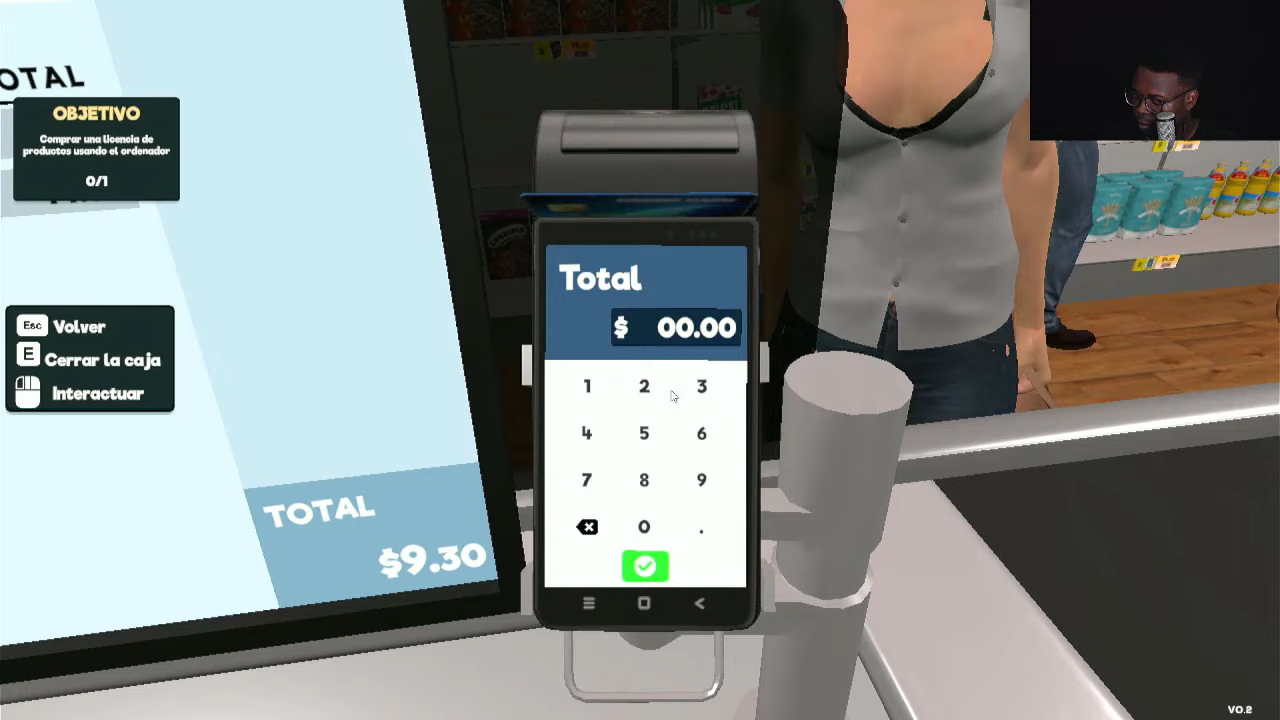 OTAL
OBJETIVO
Comprar una licencia de
productos usando el ordenador
0/1
Esc Volver
E Cerrar la caja
Interactuar
TOTAL
$9.30
Total
$ 00.00
1 2 3
4 5 6
7 8 9
0 .
V0.2